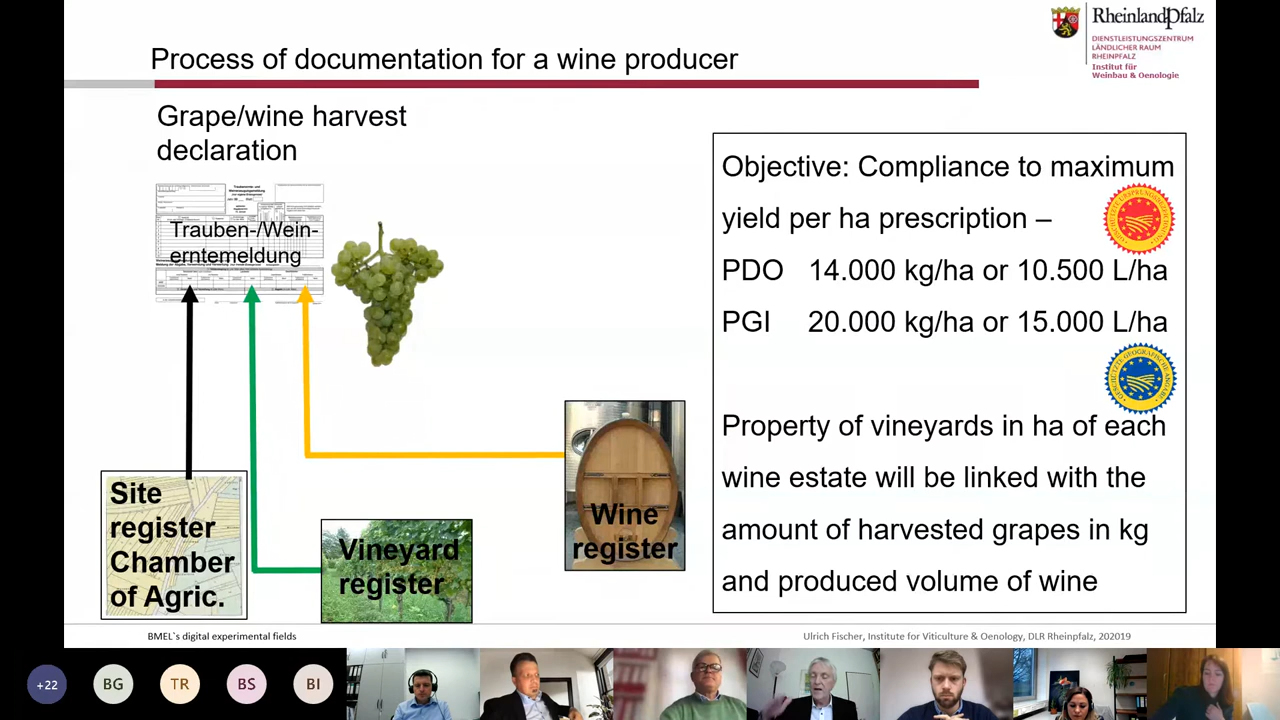 Process of documentation for a wine producer
RheinlandPfalz
DIENSTLEISTUNGSZENTRUM
LÄNDLICHER RAUM
RHEINPFALZ
Institut für
Weinbau & Oenologie
Grape/wine harvest
declaration
Trauben-/Wein-
erntemeldung
Objective: Compliance to maximum
yield per ha prescription –
PDO 14.000 kg/ha or 10.500 L/ha
PGI 20.000 kg/ha or 15.000 L/ha
Property of vineyards in ha of each
wine estate will be linked with the
amount of harvested grapes in kg
and produced volume of wine
Site
register
Chamber
of Agric.
Vineyard
register
Wine
register
BMEL`s digital experimental fields
Ulrich Fischer, Institute for Viticulture & Oenology, DLR Rheinpfalz, 202019
+22
BG
TR
BS
BI